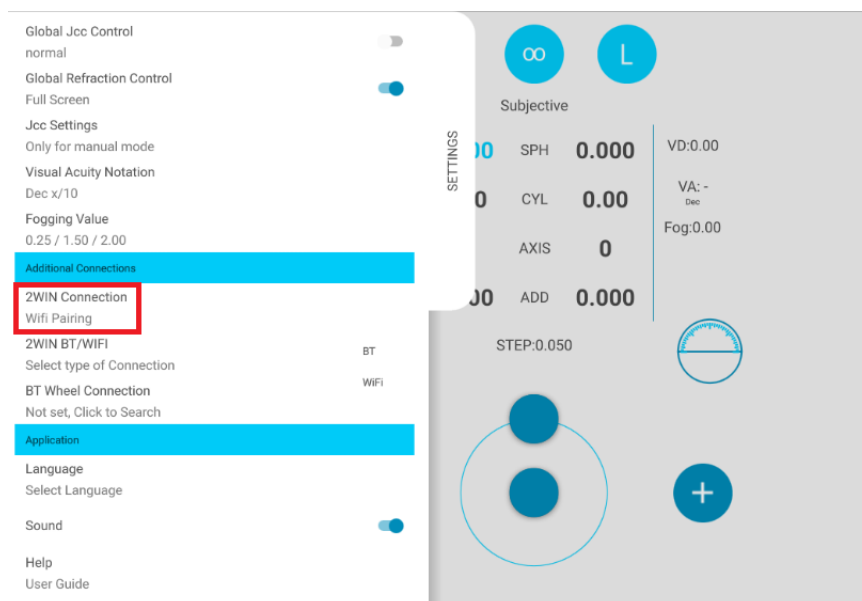 Global Jcc Control
normal
Global Refraction Control
Full Screen
Jcc Settings
Only for manual mode
Visual Acuity Notation
Dec x/10
Fogging Value
0.25 / 1.50 / 2.00
Additional Connections
2WIN Connection
Wifi Pairing
2WIN BT/WIFI
Select type of Connection
BT
WiFi
BT Wheel Connection
Not set, Click to Search
Application
Language
Select Language
Sound
Help
User Guide
SETTINGS
∞ L
Subjective
00 SPH 0.000
0 CYL 0.00
AXIS 0
00 ADD 0.000
STEP:0.050
VD:0.00
VA: -
Dec
Fog:0.00
+